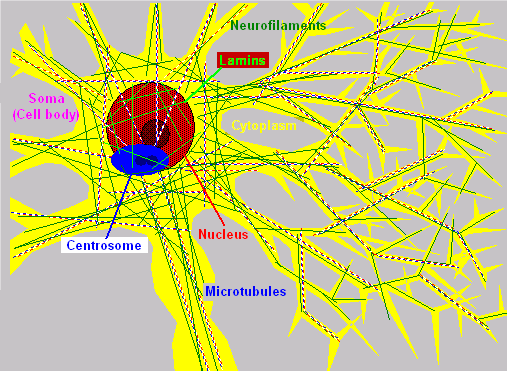 Neurofilaments
Lamins
Soma
(Cell body)
Cytoplasm
Nucleus
Centrosome
Microtubules